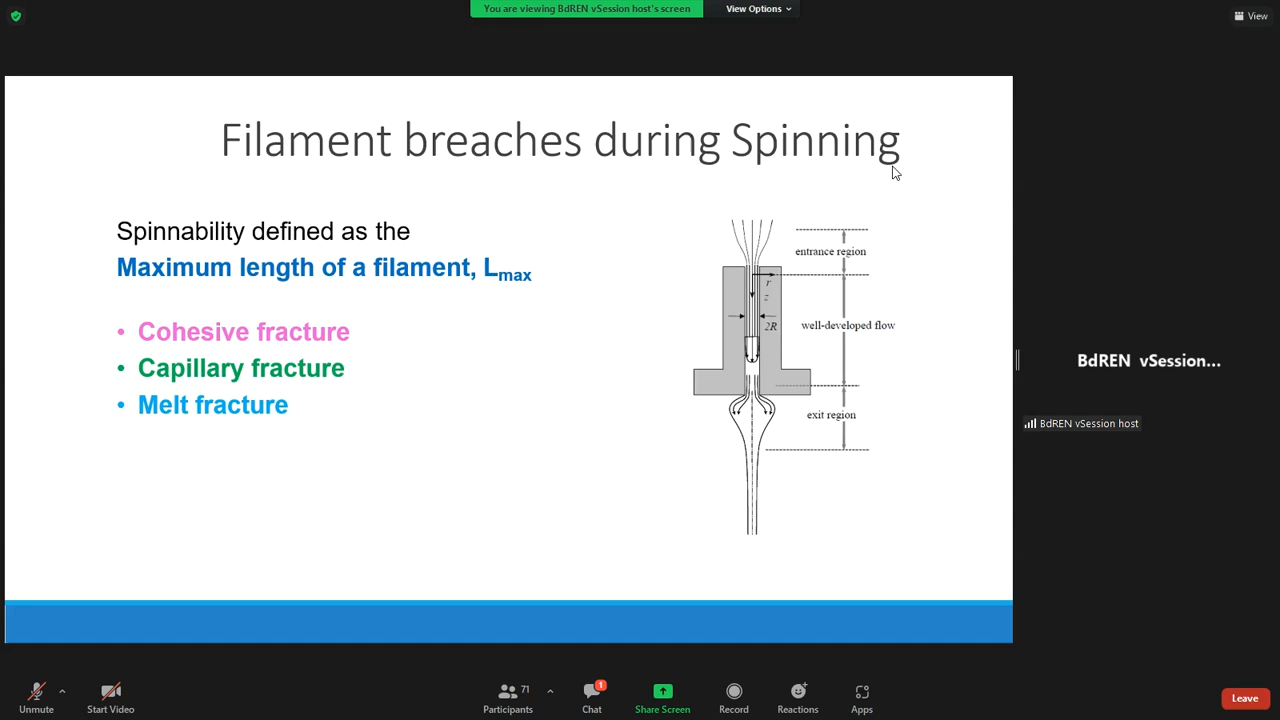 You are viewing BdREN vSession host's screen
View Options
View
Filament breaches during Spinning
Spinnability defined as the
Maximum length of a filament, Lmax
• Cohesive fracture
• Capillary fracture
• Melt fracture
entrance region
r
z
2R
well-developed flow
exit region
BdREN vSession...
BdREN vSession host
Unmute
Start Video
Participants
71
Chat
1
Share Screen
Record
Reactions
Apps
Leave